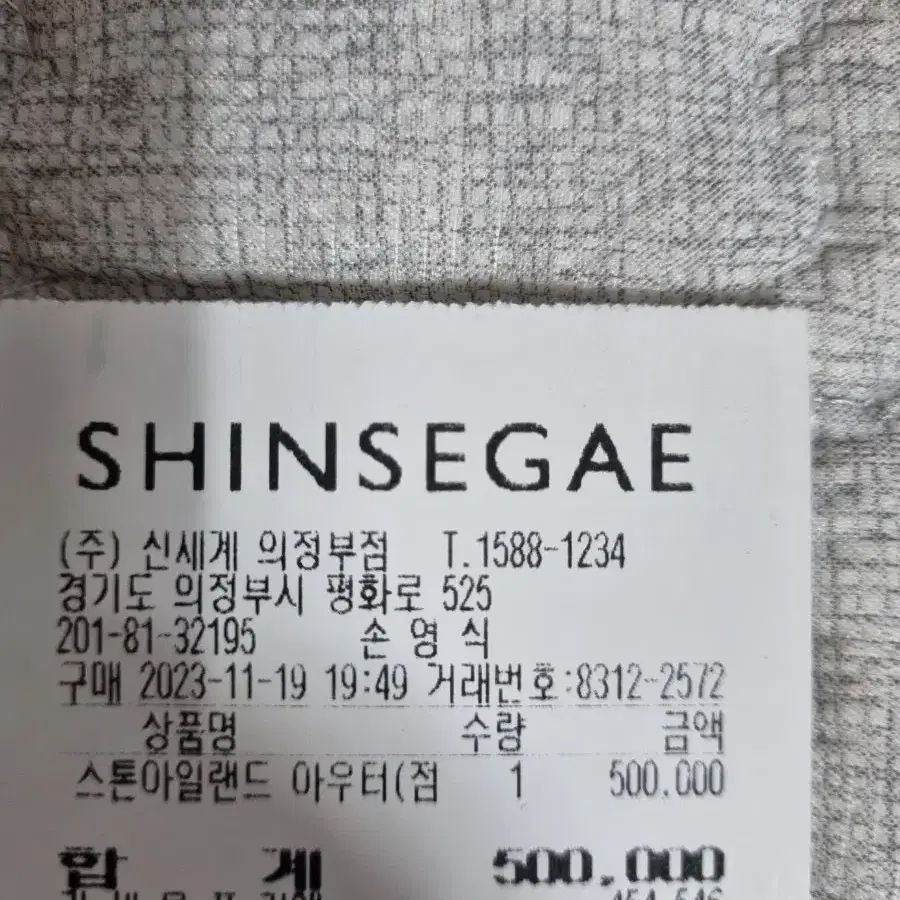 SHINSEGAE
(주) 신세계 의정부점 T.1588-1234
경기도 의정부시 평화로 525
201-81-32195 손 영 식
구매 2023-11-19 19:49 거래번호:8312-2572
상품명 수량 금액
스톤아일랜드 아우터(점 1 500.000
합 계 500,000